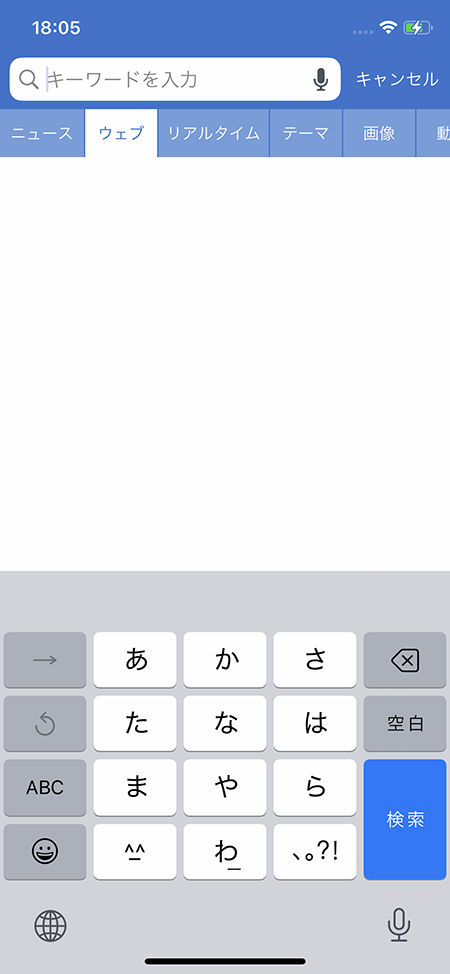 18:05
キーワードを入力 キャンセル
ニュース ウェブ リアルタイム テーマ 画像 動
→ あ か さ
た な は 空白
ABC ま や ら 検索
^_^ わ_ 、。?!